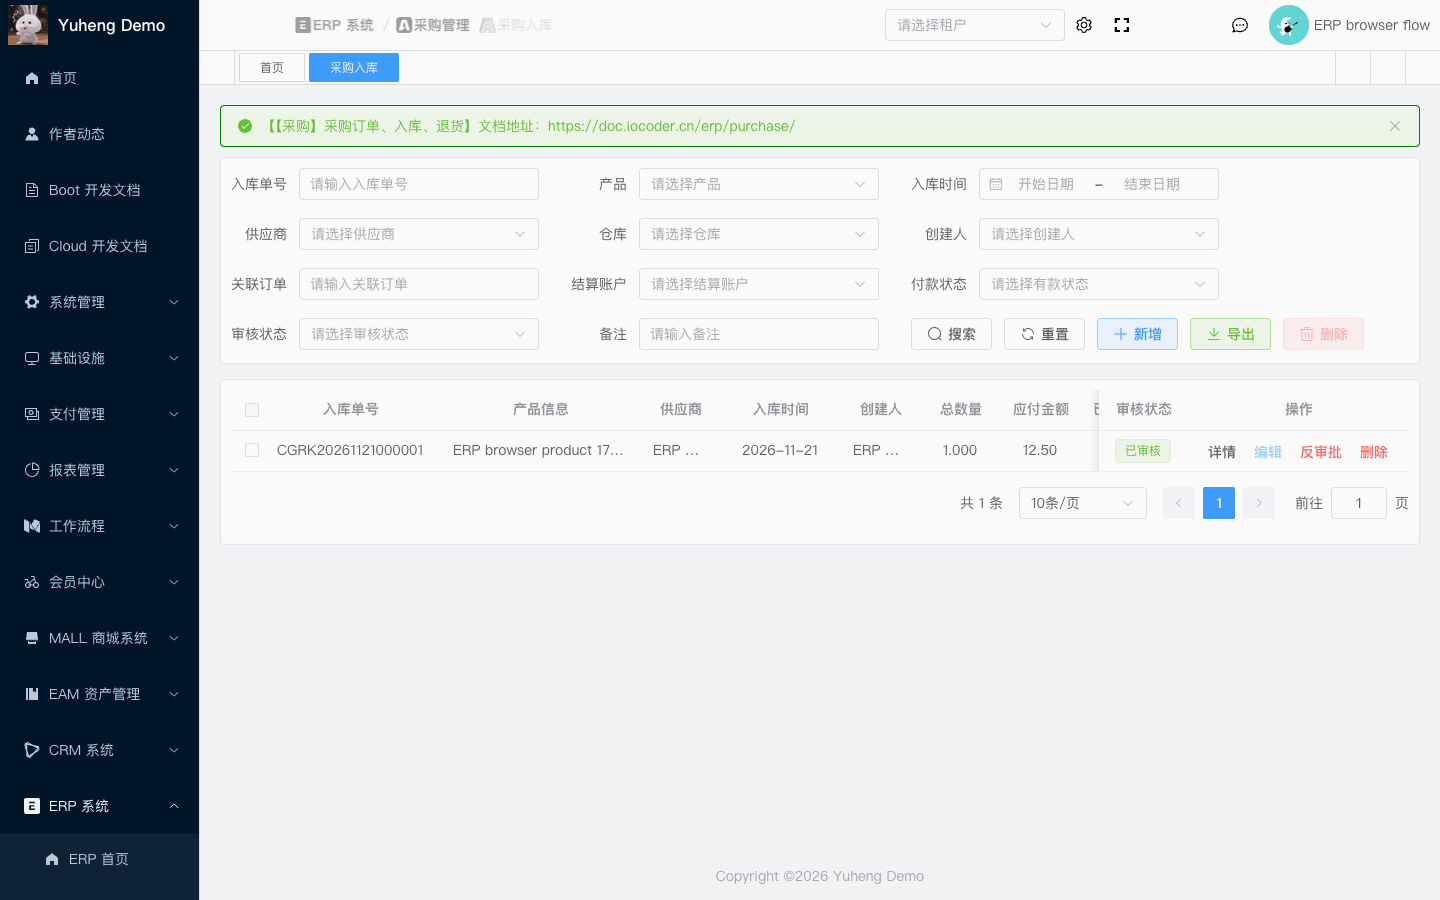 Yuheng Demo
ERP 系统 / 采购管理 采购入库
请选择租户
ERP browser flow
首页
采购入库
首页
作者动态
Boot 开发文档
Cloud 开发文档
系统管理
基础设施
支付管理
报表管理
工作流程
会员中心
MALL 商城系统
EAM 资产管理
CRM 系统
ERP 系统
ERP 首页
【【采购】采购订单、入库、退货】文档地址：https://doc.iocoder.cn/erp/purchase/
入库单号 请输入入库单号 产品 请选择产品 入库时间 开始日期 - 结束日期
供应商 请选择供应商 仓库 请选择仓库 创建人 请选择创建人
关联订单 请输入关联订单 结算账户 请选择结算账户 付款状态 请选择有款状态
审核状态 请选择审核状态 备注 请输入备注 搜索 重置 新增 导出 删除
入库单号 产品信息 供应商 入库时间 创建人 总数量 应付金额 审核状态 操作
CGRK20261121000001 ERP browser product 17... ERP ... 2026-11-21 ERP ... 1.000 12.50 已审核 详情 编辑 反审批 删除
共 1 条 10条/页 1 前往 1 页
Copyright ©2026 Yuheng Demo